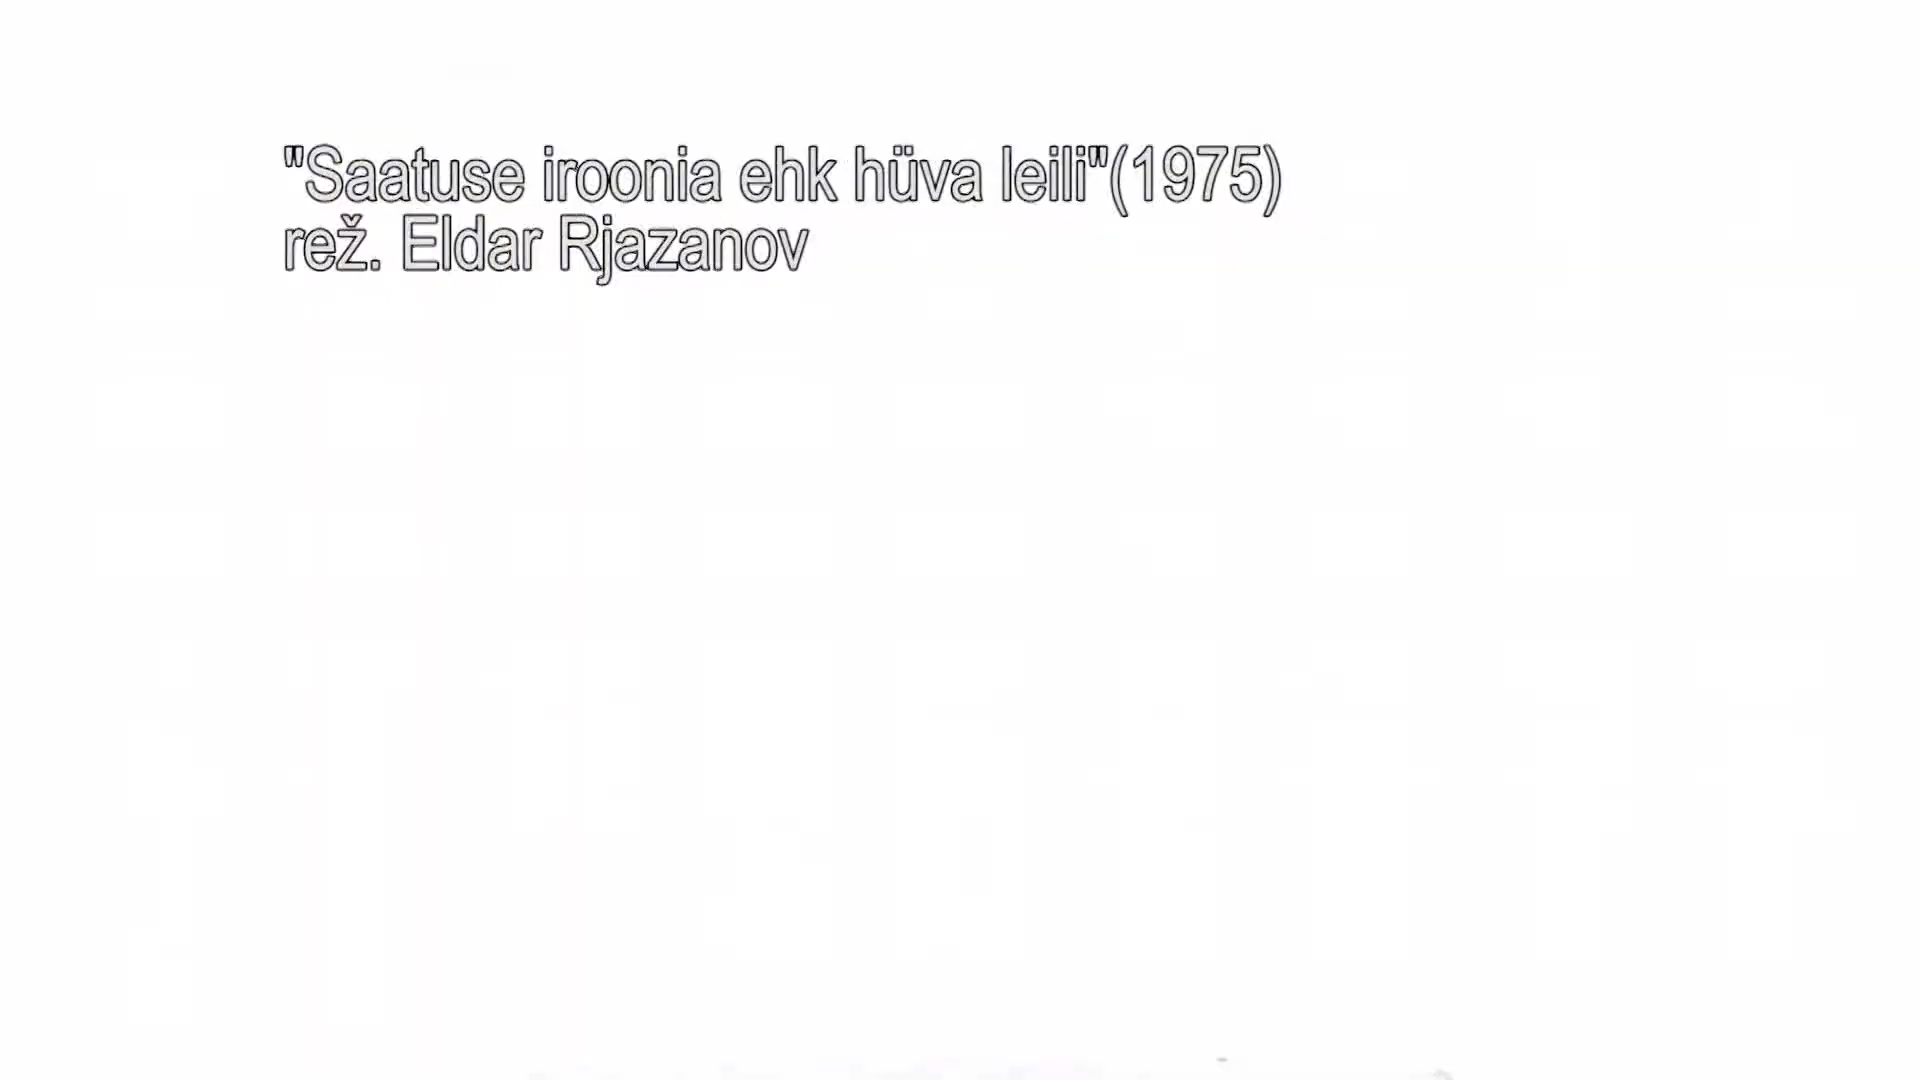 "Saatuse iroonia ehk hüva leili"(1975)
rež. Eldar Rjazanov